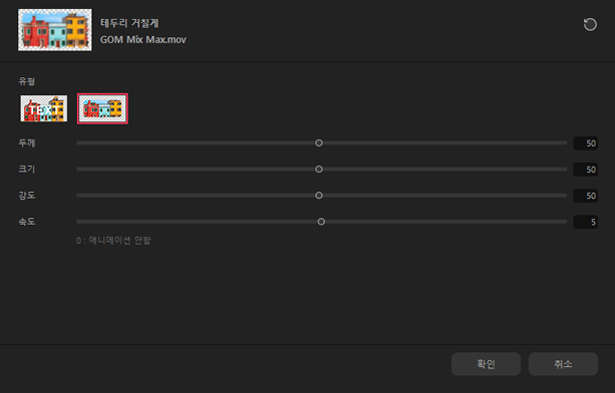 테두리 거칠게
GOM Mix Max.mov
유형
TEXT
두께 50
크기 50
강도 50
속도 5
0 : 애니메이션 안함
확인 취소